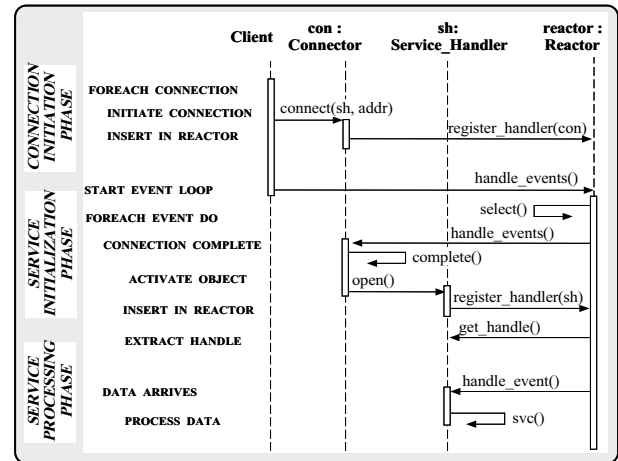 Client
con :
Connector
sh:
Service_Handler
reactor :
Reactor
CONNECTION
INITIATION
PHASE
FOREACH CONNECTION
INITIATE CONNECTION
connect(sh, addr)
INSERT IN REACTOR
register_handler(con)
START EVENT LOOP
handle_events()
SERVICE
INITIALIZATION
PHASE
FOREACH EVENT DO
select()
handle_events()
CONNECTION COMPLETE
complete()
ACTIVATE OBJECT
open()
INSERT IN REACTOR
register_handler(sh)
EXTRACT HANDLE
get_handle()
SERVICE
PROCESSING
PHASE
DATA ARRIVES
handle_event()
PROCESS DATA
svc()